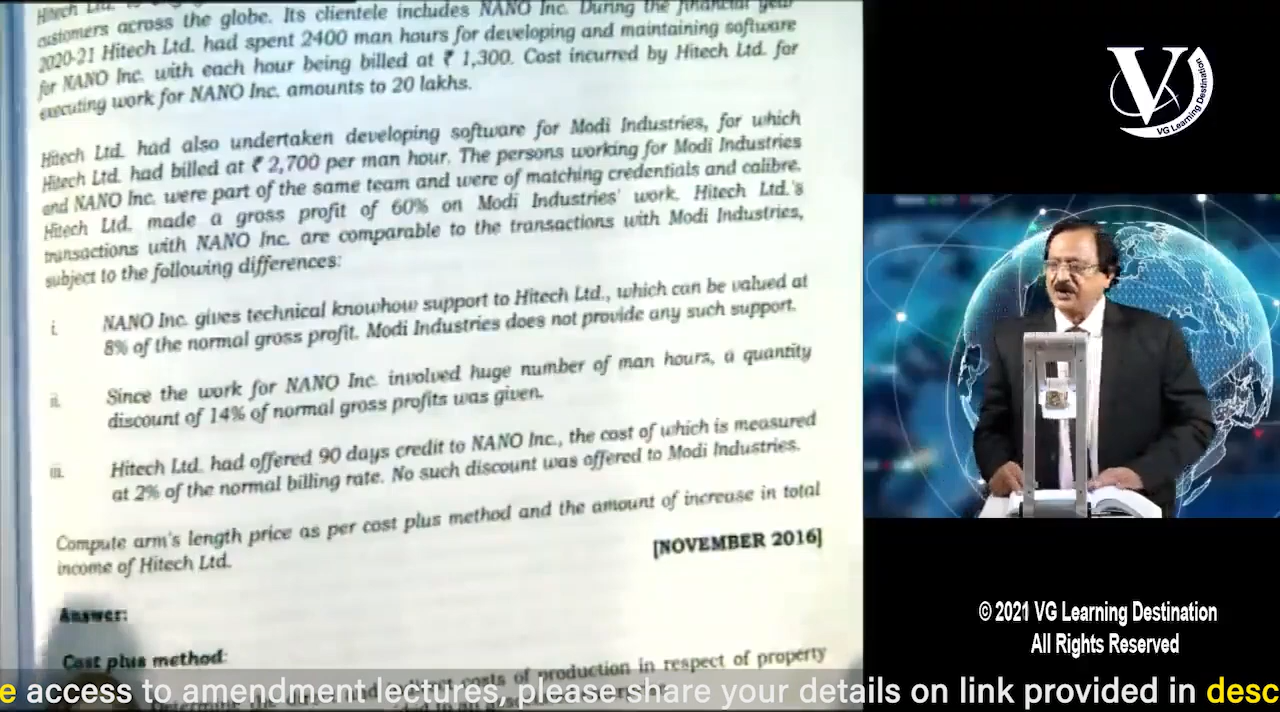 Hitech Ltd.
customers across the globe. Its clientele includes NANO Inc. During the financial year
2020-21 Hitech Ltd. had spent 2400 man hours for developing and maintaining software
for NANO Inc. with each hour being billed at ₹ 1,300. Cost incurred by Hitech Ltd. for
executing work for NANO Inc. amounts to 20 lakhs.
Hitech Ltd. had also undertaken developing software for Modi Industries, for which
Hitech Ltd. had billed at ₹ 2,700 per man hour. The persons working for Modi Industries
and NANO Inc. were part of the same team and were of matching credentials and calibre.
Hitech Ltd. made a gross profit of 60% on Modi Industries' work. Hitech Ltd.'s
transactions with NANO Inc. are comparable to the transactions with Modi Industries,
subject to the following differences:
i. NANO Inc. gives technical knowhow support to Hitech Ltd., which can be valued at
8% of the normal gross profit. Modi Industries does not provide any such support.
ii. Since the work for NANO Inc. involved huge number of man hours, a quantity
discount of 14% of normal gross profits was given.
iii. Hitech Ltd. had offered 90 days credit to NANO Inc., the cost of which is measured
at 2% of the normal billing rate. No such discount was offered to Modi Industries.
Compute arm's length price as per cost plus method and the amount of increase in total
income of Hitech Ltd.
[NOVEMBER 2016]
Answer:
Cost plus method:
costs of production in respect of property
V
VG Learning Destination
© 2021 VG Learning Destination
All Rights Reserved
e access to amendment lectures, please share your details on link provided in desc